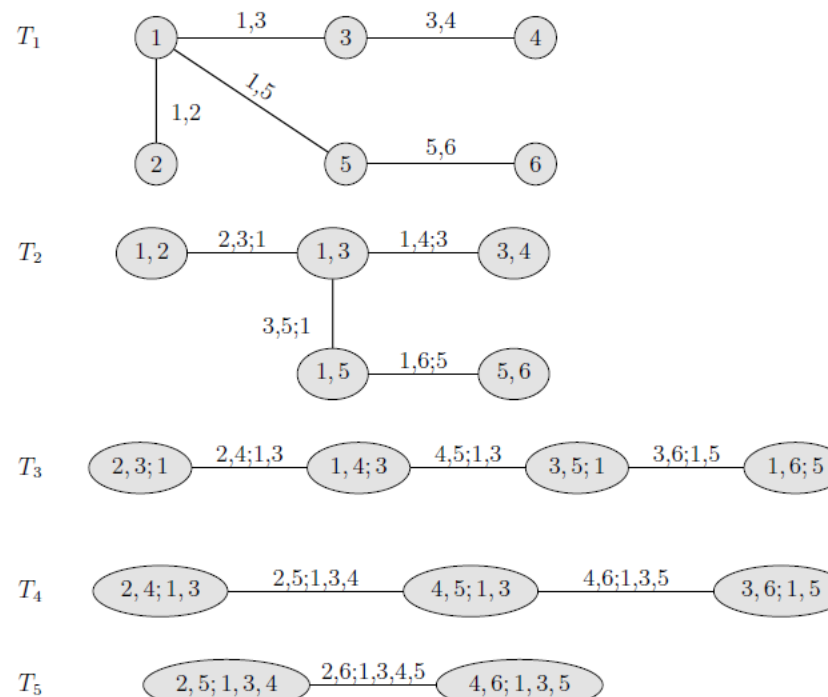 T₁ 1 1,3 3 3,4 4
1,5
1,2
2 5 5,6 6
T₂ 1, 2 2,3;1 1, 3 1,4;3 3, 4
3,5;1
1, 5 1,6;5 5, 6
T₃ 2, 3; 1 2,4;1,3 1, 4; 3 4,5;1,3 3, 5; 1 3,6;1,5 1, 6; 5
T₄ 2, 4; 1, 3 2,5;1,3,4 4, 5; 1, 3 4,6;1,3,5 3, 6; 1, 5
T₅ 2, 5; 1, 3, 4 2,6;1,3,4,5 4, 6; 1, 3, 5